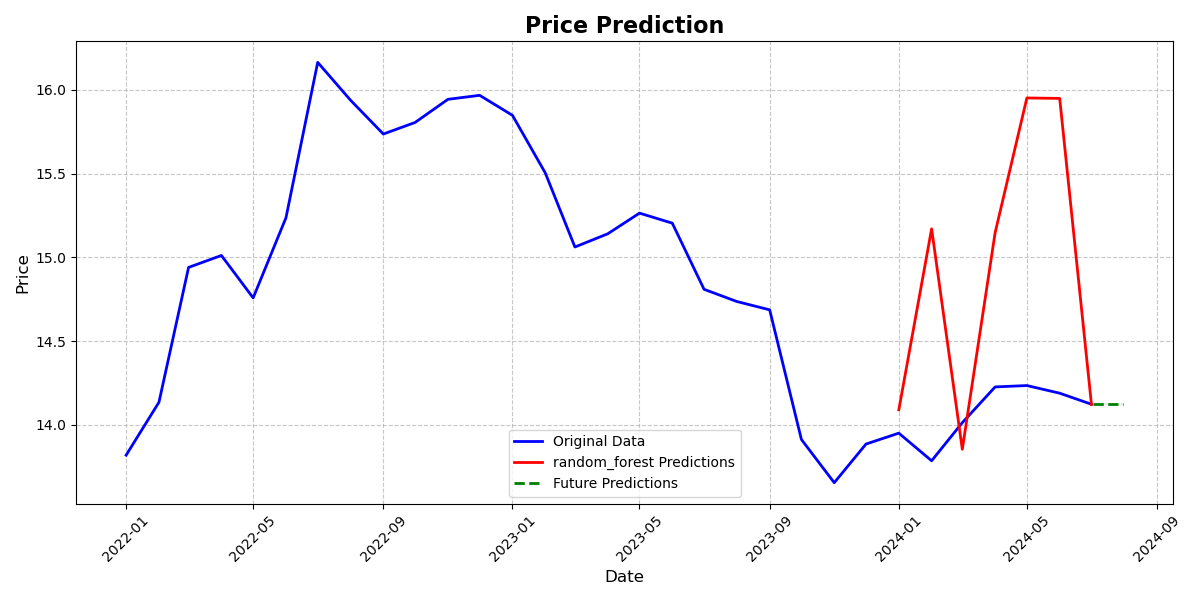 Price Prediction
Price
16.0
15.5
15.0
14.5
14.0
Original Data
random_forest Predictions
Future Predictions
2022-01
2022-05
2022-09
2023-01
2023-05
2023-09
2024-01
2024-05
2024-09
Date